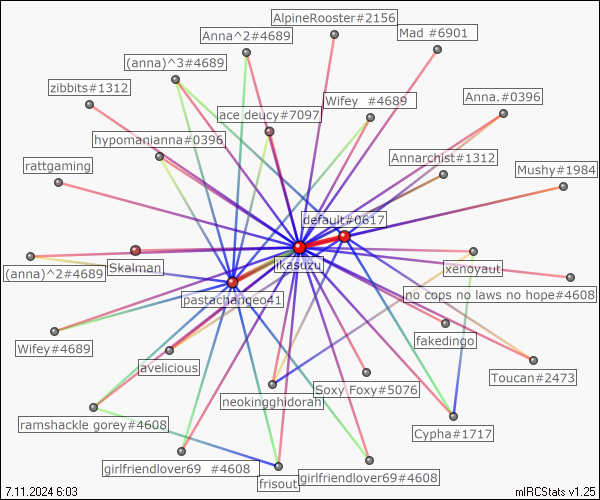 AlpineRooster#2156
Mad #6901
Anna^2#4689
(anna)^3#4689
zibbits#1312
Wifey #4689
Anna.#0396
ace deucy#7097
hypomanianna#0396
Annarchist#1312
rattgaming
Mushy#1984
default#0617
ikasuzu
Skalman
(anna)^2#4689
xenoyaut
no cops no laws no hope#4608
pastachangeo41
fakedingo
Wifey#4689
avelicious
Toucan#2473
Soxy Foxy#5076
neokingghidorah
ramshackle gorey#4608
Cypha#1717
girlfriendlover69 #4608
frisout
girlfriendlover69#4608
7.11.2024 6:03
mIRCStats v1.25